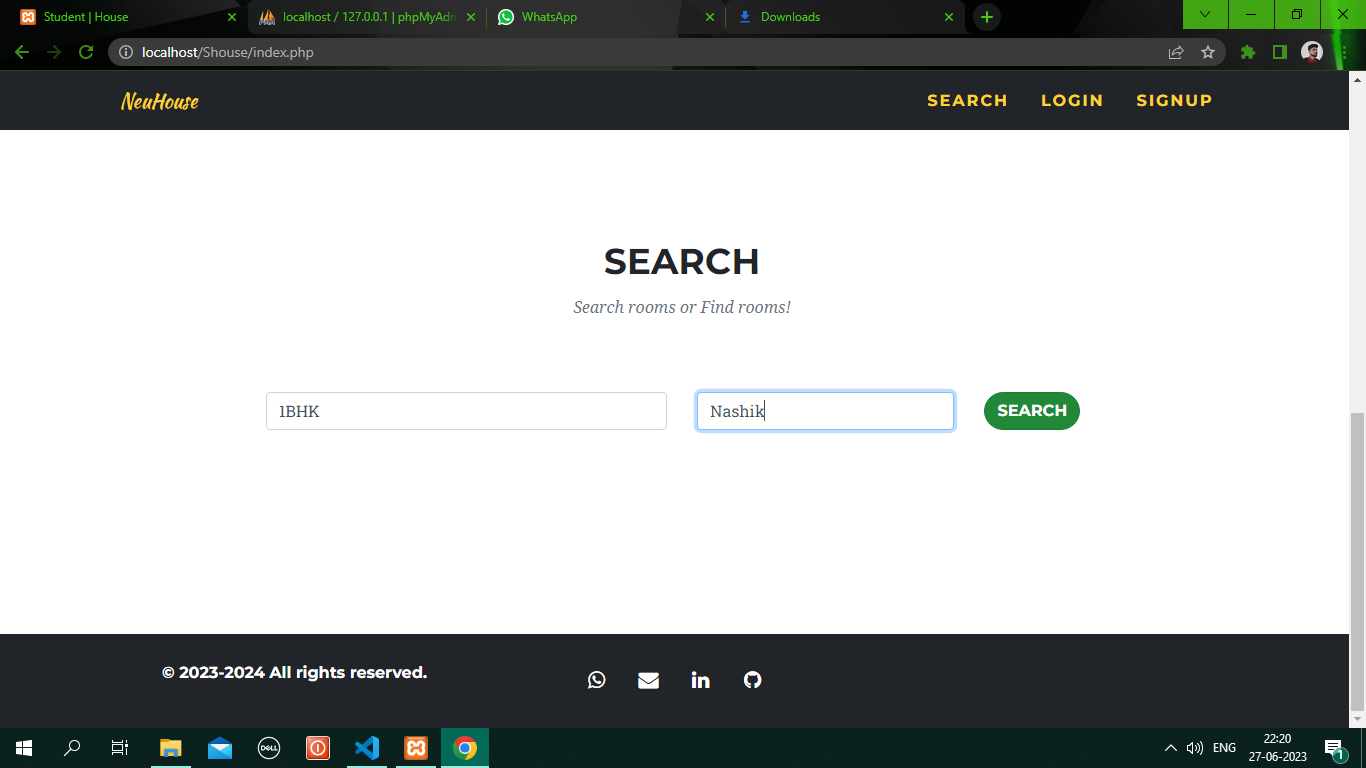 Student | House
localhost / 127.0.0.1 | phpMyAdm
WhatsApp
Downloads
localhost/Shouse/index.php
NeuHouse
SEARCH
LOGIN
SIGNUP
SEARCH
Search rooms or Find rooms!
1BHK
Nashik
SEARCH
© 2023-2024 All rights reserved.
DELL
ENG
22:20
27-06-2023
1